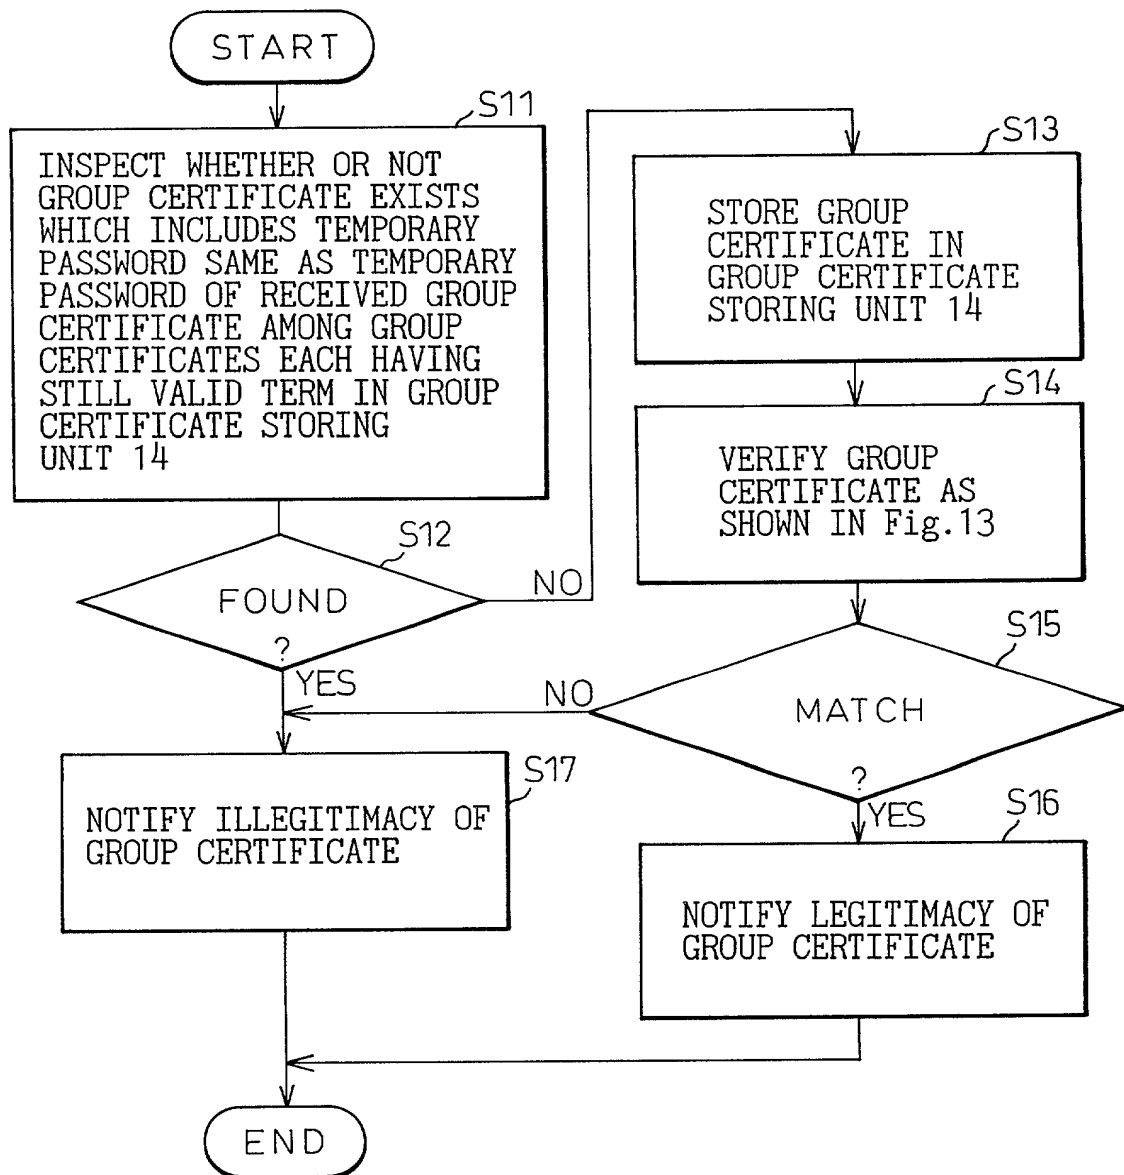 START
S11
INSPECT WHETHER OR NOT
GROUP CERTIFICATE EXISTS
WHICH INCLUDES TEMPORARY
PASSWORD SAME AS TEMPORARY
PASSWORD OF RECEIVED GROUP
CERTIFICATE AMONG GROUP
CERTIFICATES EACH HAVING
STILL VALID TERM IN GROUP
CERTIFICATE STORING
UNIT 14
S12
FOUND
?
NO
YES
S13
STORE GROUP
CERTIFICATE IN
GROUP CERTIFICATE
STORING UNIT 14
S14
VERIFY GROUP
CERTIFICATE AS
SHOWN IN Fig.13
S15
MATCH
?
NO
YES
S17
NOTIFY ILLEGITIMACY OF
GROUP CERTIFICATE
S16
NOTIFY LEGITIMACY OF
GROUP CERTIFICATE
END